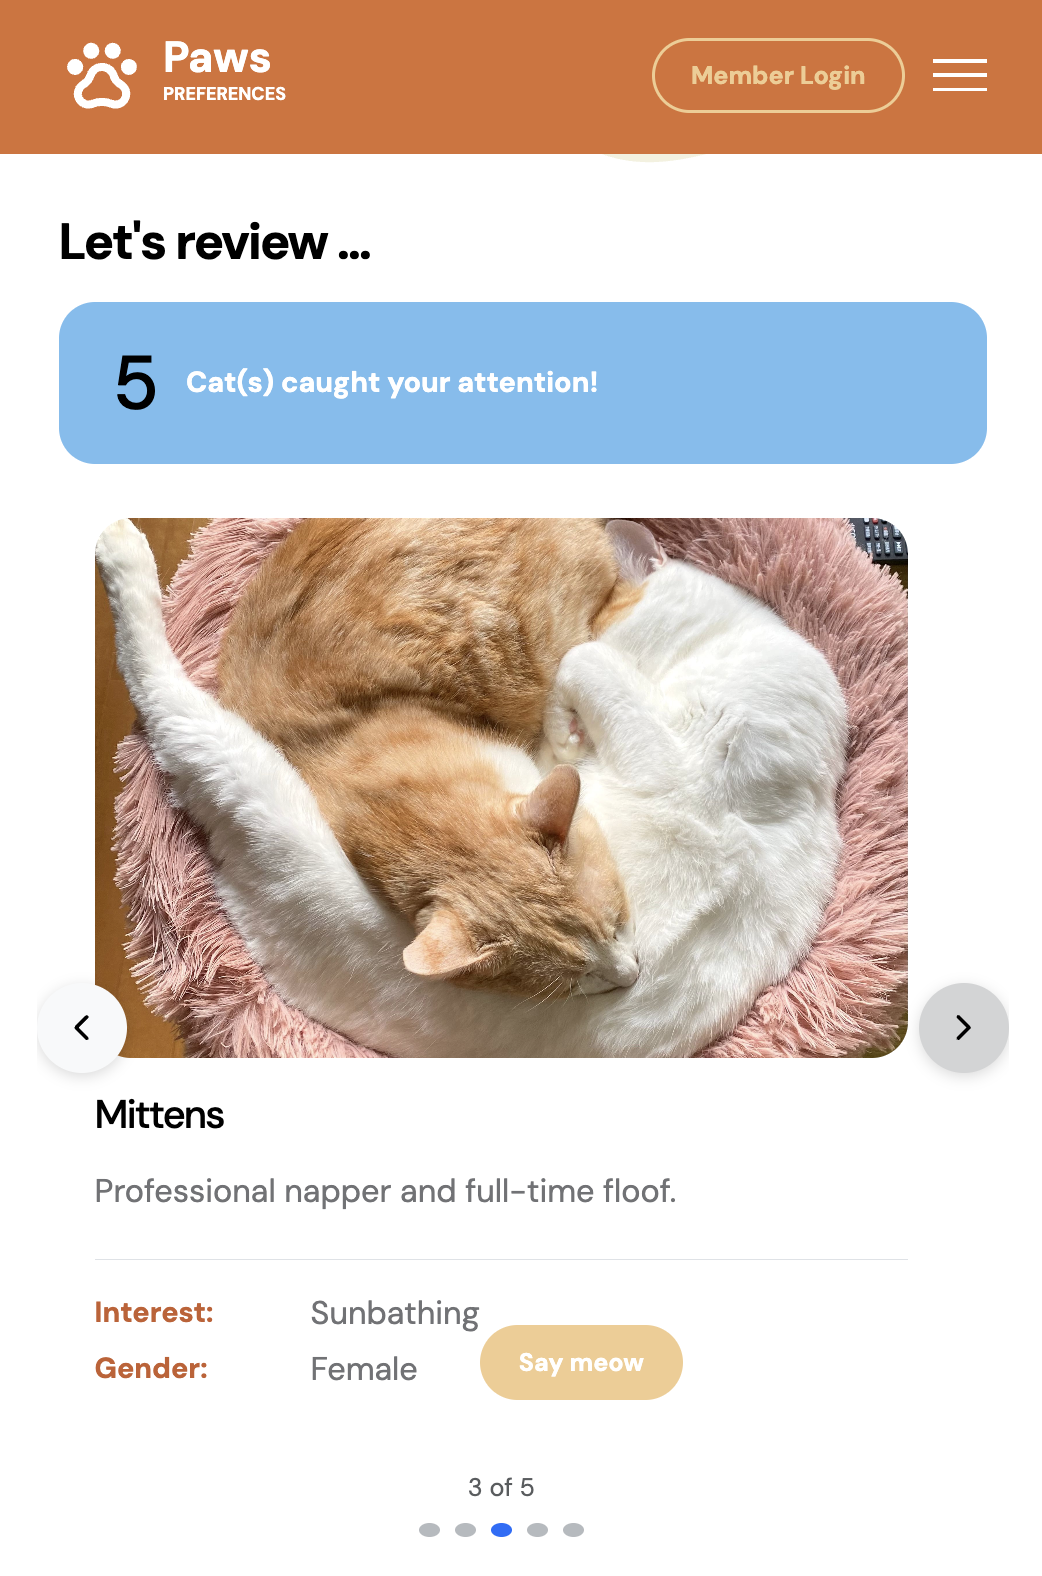 Paws
PREFERENCES
Member Login
Let's review ...
5 Cat(s) caught your attention!
Mittens
Professional napper and full-time floof.
Interest: Sunbathing
Gender: Female
Say meow
3 of 5